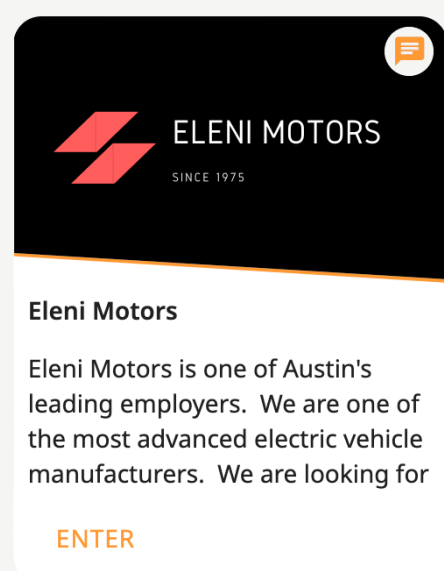 ELENI MOTORS
SINCE 1975
Eleni Motors
Eleni Motors is one of Austin's
leading employers.  We are one of
the most advanced electric vehicle
manufacturers.  We are looking for
ENTER